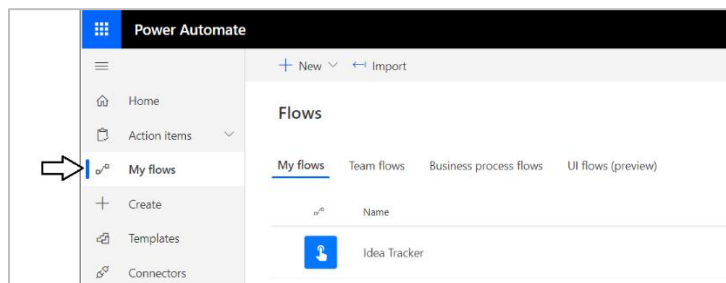 Power Automate
New Import
Home
Flows
Action items
My flows
My flows Team flows Business process flows UI flows (preview)
Create
Name
Templates
Idea Tracker
Connectors